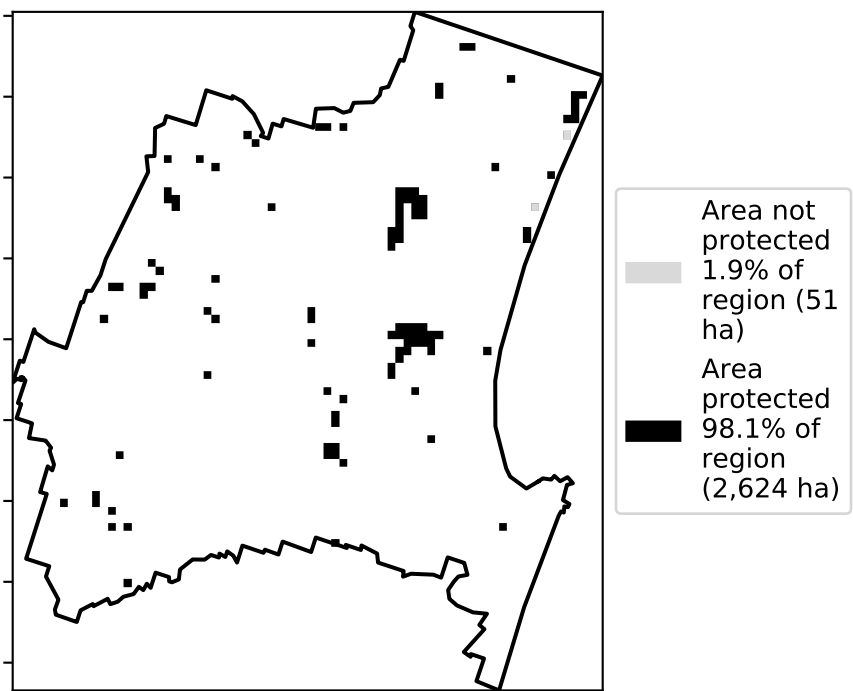 Area not
protected
1.9% of
region (51
ha)
Area
protected
98.1% of
region
(2,624 ha)